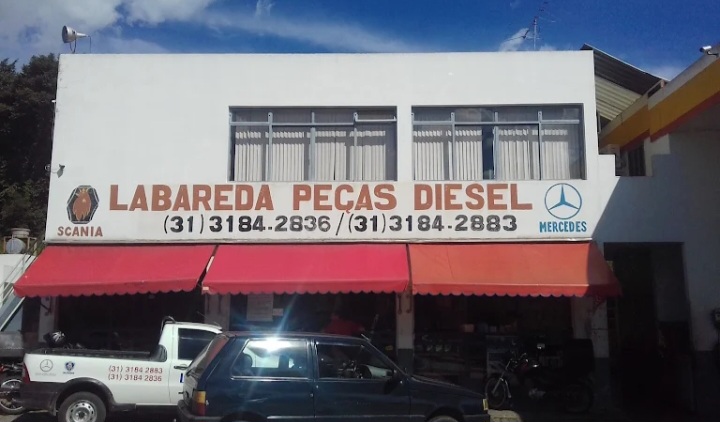 LABAREDA PEÇAS DIESEL
(31)3184-2836/(31)3184-2883
SCANIA
MERCEDES
(31) 3184.2883
(31) 3184.2836